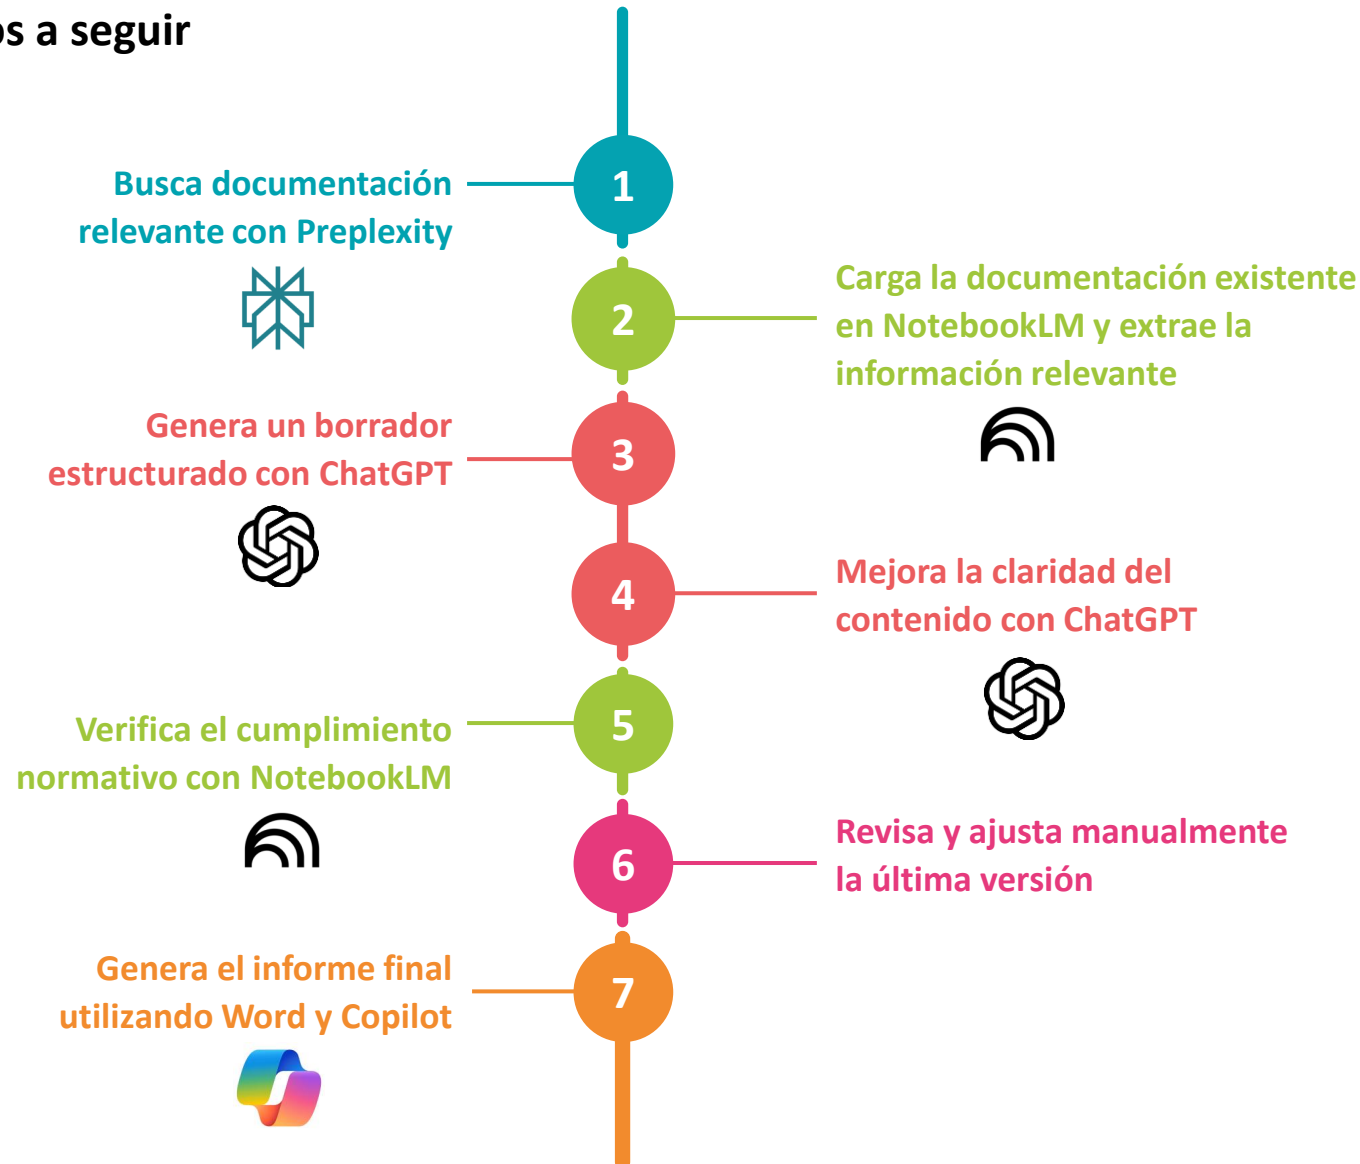 os a seguir
1
Busca documentación
relevante con Preplexity
2
Carga la documentación existente
en NotebookLM y extrae la
información relevante
3
Genera un borrador
estructurado con ChatGPT
4
Mejora la claridad del
contenido con ChatGPT
5
Verifica el cumplimiento
normativo con NotebookLM
6
Revisa y ajusta manualmente
la última versión
7
Genera el informe final
utilizando Word y Copilot